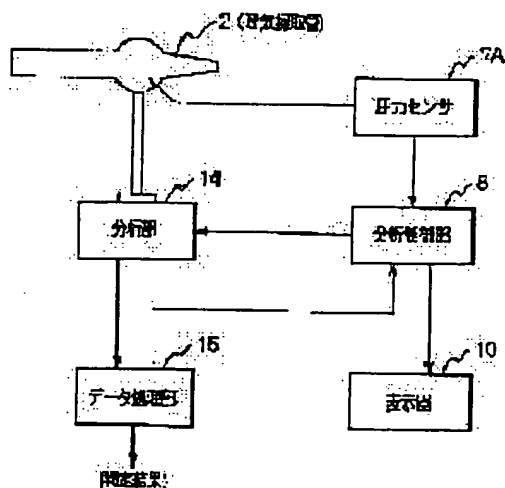 2(呼気採取管)
7A
圧力センサ
14
8
分析部
分析制御部
15
10
データ処理部
表示部
測定結果